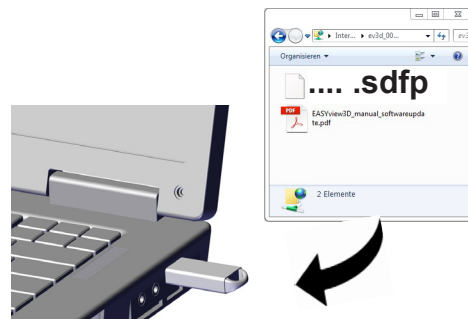 Inter... ▸ ev3d_00...
ev3
Organisieren
.... .sdfp
PDF
EASYview3D_manual_softwareupda
te.pdf
2 Elemente